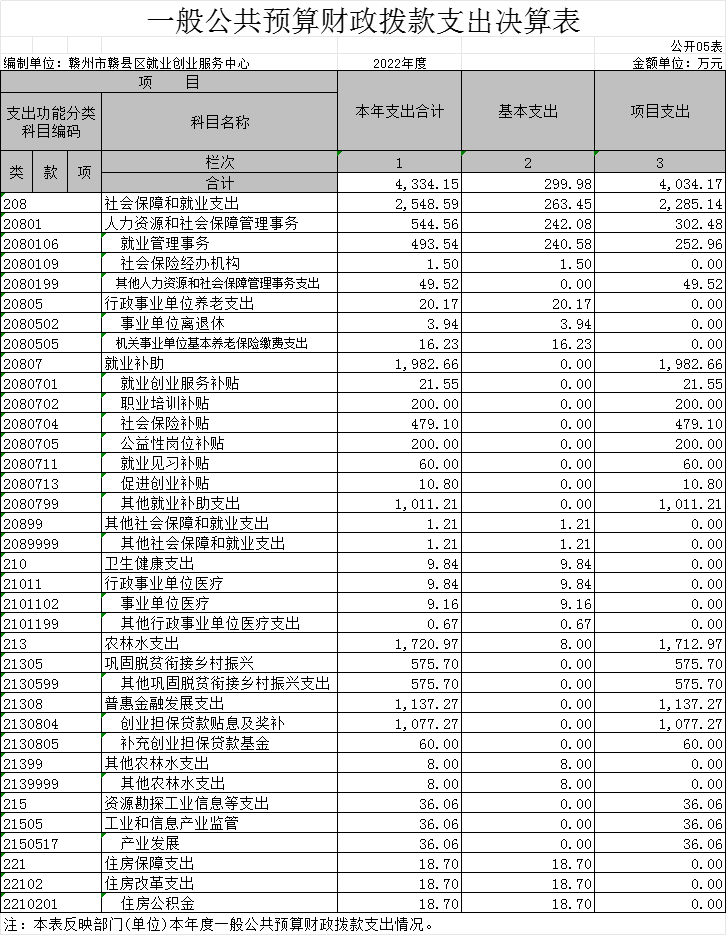 一般公共预算财政拨款支出决算表
公开05表
编制单位：赣州市赣县区就业创业服务中心 2022年度 金额单位：万元
项 目 本年支出合计 基本支出 项目支出
支出功能分类科目编码 科目名称
类 款 项 栏次 1 2 3
合计 4,334.15 299.98 4,034.17
208 社会保障和就业支出 2,548.59 263.45 2,285.14
20801 人力资源和社会保障管理事务 544.56 242.08 302.48
2080106 就业管理事务 493.54 240.58 252.96
2080109 社会保险经办机构 1.50 1.50 0.00
2080199 其他人力资源和社会保障管理事务支出 49.52 0.00 49.52
20805 行政事业单位养老支出 20.17 20.17 0.00
2080502 事业单位离退休 3.94 3.94 0.00
2080505 机关事业单位基本养老保险缴费支出 16.23 16.23 0.00
20807 就业补助 1,982.66 0.00 1,982.66
2080701 就业创业服务补贴 21.55 0.00 21.55
2080702 职业培训补贴 200.00 0.00 200.00
2080704 社会保险补贴 479.10 0.00 479.10
2080705 公益性岗位补贴 200.00 0.00 200.00
2080711 就业见习补贴 60.00 0.00 60.00
2080713 促进创业补贴 10.80 0.00 10.80
2080799 其他就业补助支出 1,011.21 0.00 1,011.21
20899 其他社会保障和就业支出 1.21 1.21 0.00
2089999 其他社会保障和就业支出 1.21 1.21 0.00
210 卫生健康支出 9.84 9.84 0.00
21011 行政事业单位医疗 9.84 9.84 0.00
2101102 事业单位医疗 9.16 9.16 0.00
2101199 其他行政事业单位医疗支出 0.67 0.67 0.00
213 农林水支出 1,720.97 8.00 1,712.97
21305 巩固脱贫衔接乡村振兴 575.70 0.00 575.70
2130599 其他巩固脱贫衔接乡村振兴支出 575.70 0.00 575.70
21308 普惠金融发展支出 1,137.27 0.00 1,137.27
2130804 创业担保贷款贴息及奖补 1,077.27 0.00 1,077.27
2130805 补充创业担保贷款基金 60.00 0.00 60.00
21399 其他农林水支出 8.00 8.00 0.00
2139999 其他农林水支出 8.00 8.00 0.00
215 资源勘探工业信息等支出 36.06 0.00 36.06
21505 工业和信息产业监管 36.06 0.00 36.06
2150517 产业发展 36.06 0.00 36.06
221 住房保障支出 18.70 18.70 0.00
22102 住房改革支出 18.70 18.70 0.00
2210201 住房公积金 18.70 18.70 0.00
注：本表反映部门(单位)本年度一般公共预算财政拨款支出情况。